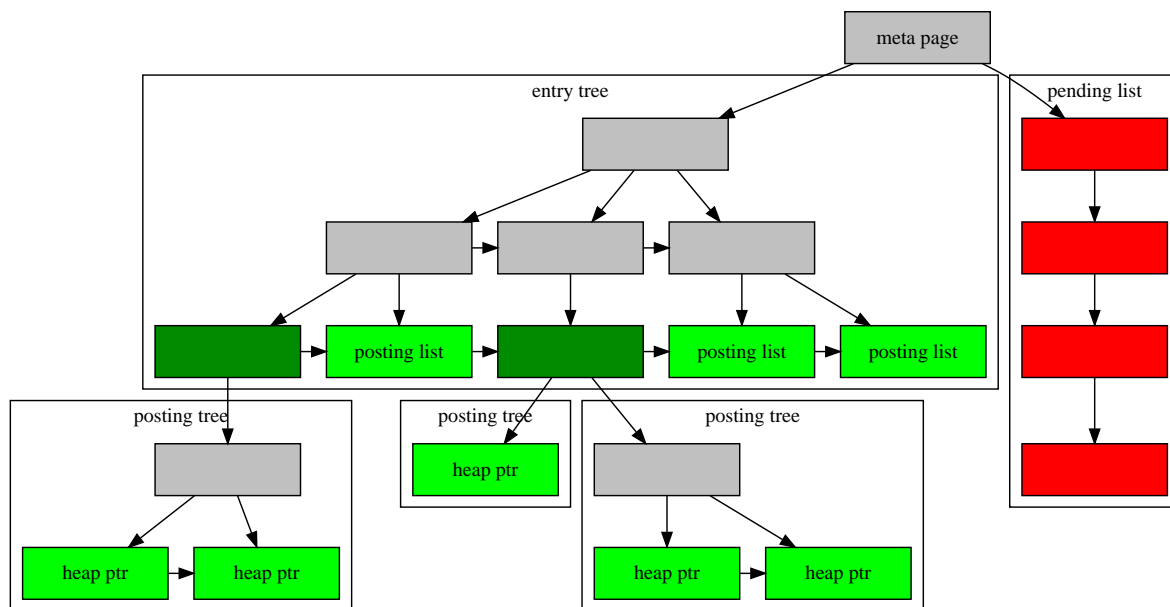 meta page
entry tree
pending list
posting list
posting list
posting list
posting tree
posting tree
posting tree
heap ptr
heap ptr
heap ptr
heap ptr
heap ptr